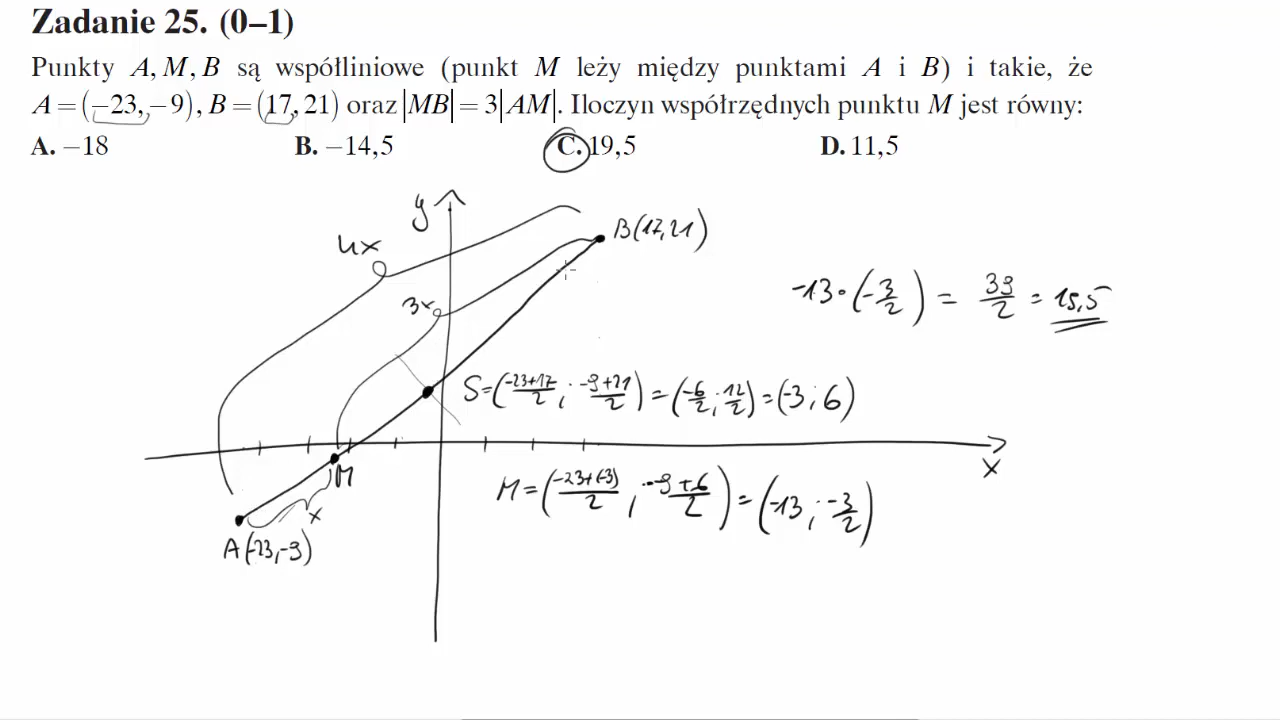 Zadanie 25. (0–1)
Punkty A, M, B są współliniowe (punkt M leży między punktami A i B) i takie, że
A = (−23, −9), B = (17, 21) oraz |MB| = 3|AM|. Iloczyn współrzędnych punktu M jest równy:
A. −18 B. −14,5 C. 19,5 D. 11,5
y
B(17,21)
4x
3x
-13·(-3/2) = 39/2 = 19,5
S=(-23+17/2 ; -9+21/2) = (-6/2 ; 12/2) = (-3 ; 6)
x
M
M=(-23+(-3)/2 ; -9+6/2) = (-13 ; -3/2)
x
A(-23,-9)